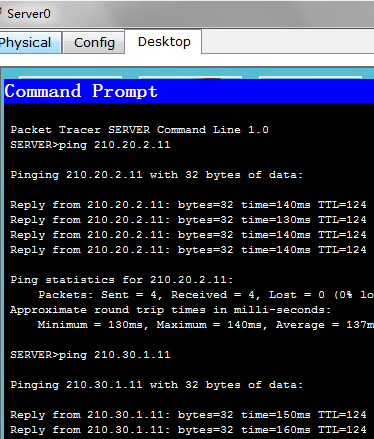 Server0
Physical Config Desktop
Command Prompt
Packet Tracer SERVER Command Line 1.0
SERVER>ping 210.20.2.11
Pinging 210.20.2.11 with 32 bytes of data:
Reply from 210.20.2.11: bytes=32 time=140ms TTL=124
Reply from 210.20.2.11: bytes=32 time=130ms TTL=124
Reply from 210.20.2.11: bytes=32 time=140ms TTL=124
Reply from 210.20.2.11: bytes=32 time=140ms TTL=124
Ping statistics for 210.20.2.11:
Packets: Sent = 4, Received = 4, Lost = 0 (0% lo
Approximate round trip times in milli-seconds:
Minimum = 130ms, Maximum = 140ms, Average = 137m
SERVER>ping 210.30.1.11
Pinging 210.30.1.11 with 32 bytes of data:
Reply from 210.30.1.11: bytes=32 time=150ms TTL=124
Reply from 210.30.1.11: bytes=32 time=160ms TTL=124